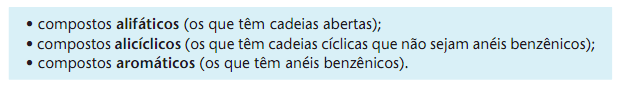 • compostos alifáticos (os que têm cadeias abertas);
• compostos alicíclicos (os que têm cadeias cíclicas que não sejam anéis benzênicos);
• compostos aromáticos (os que têm anéis benzênicos).